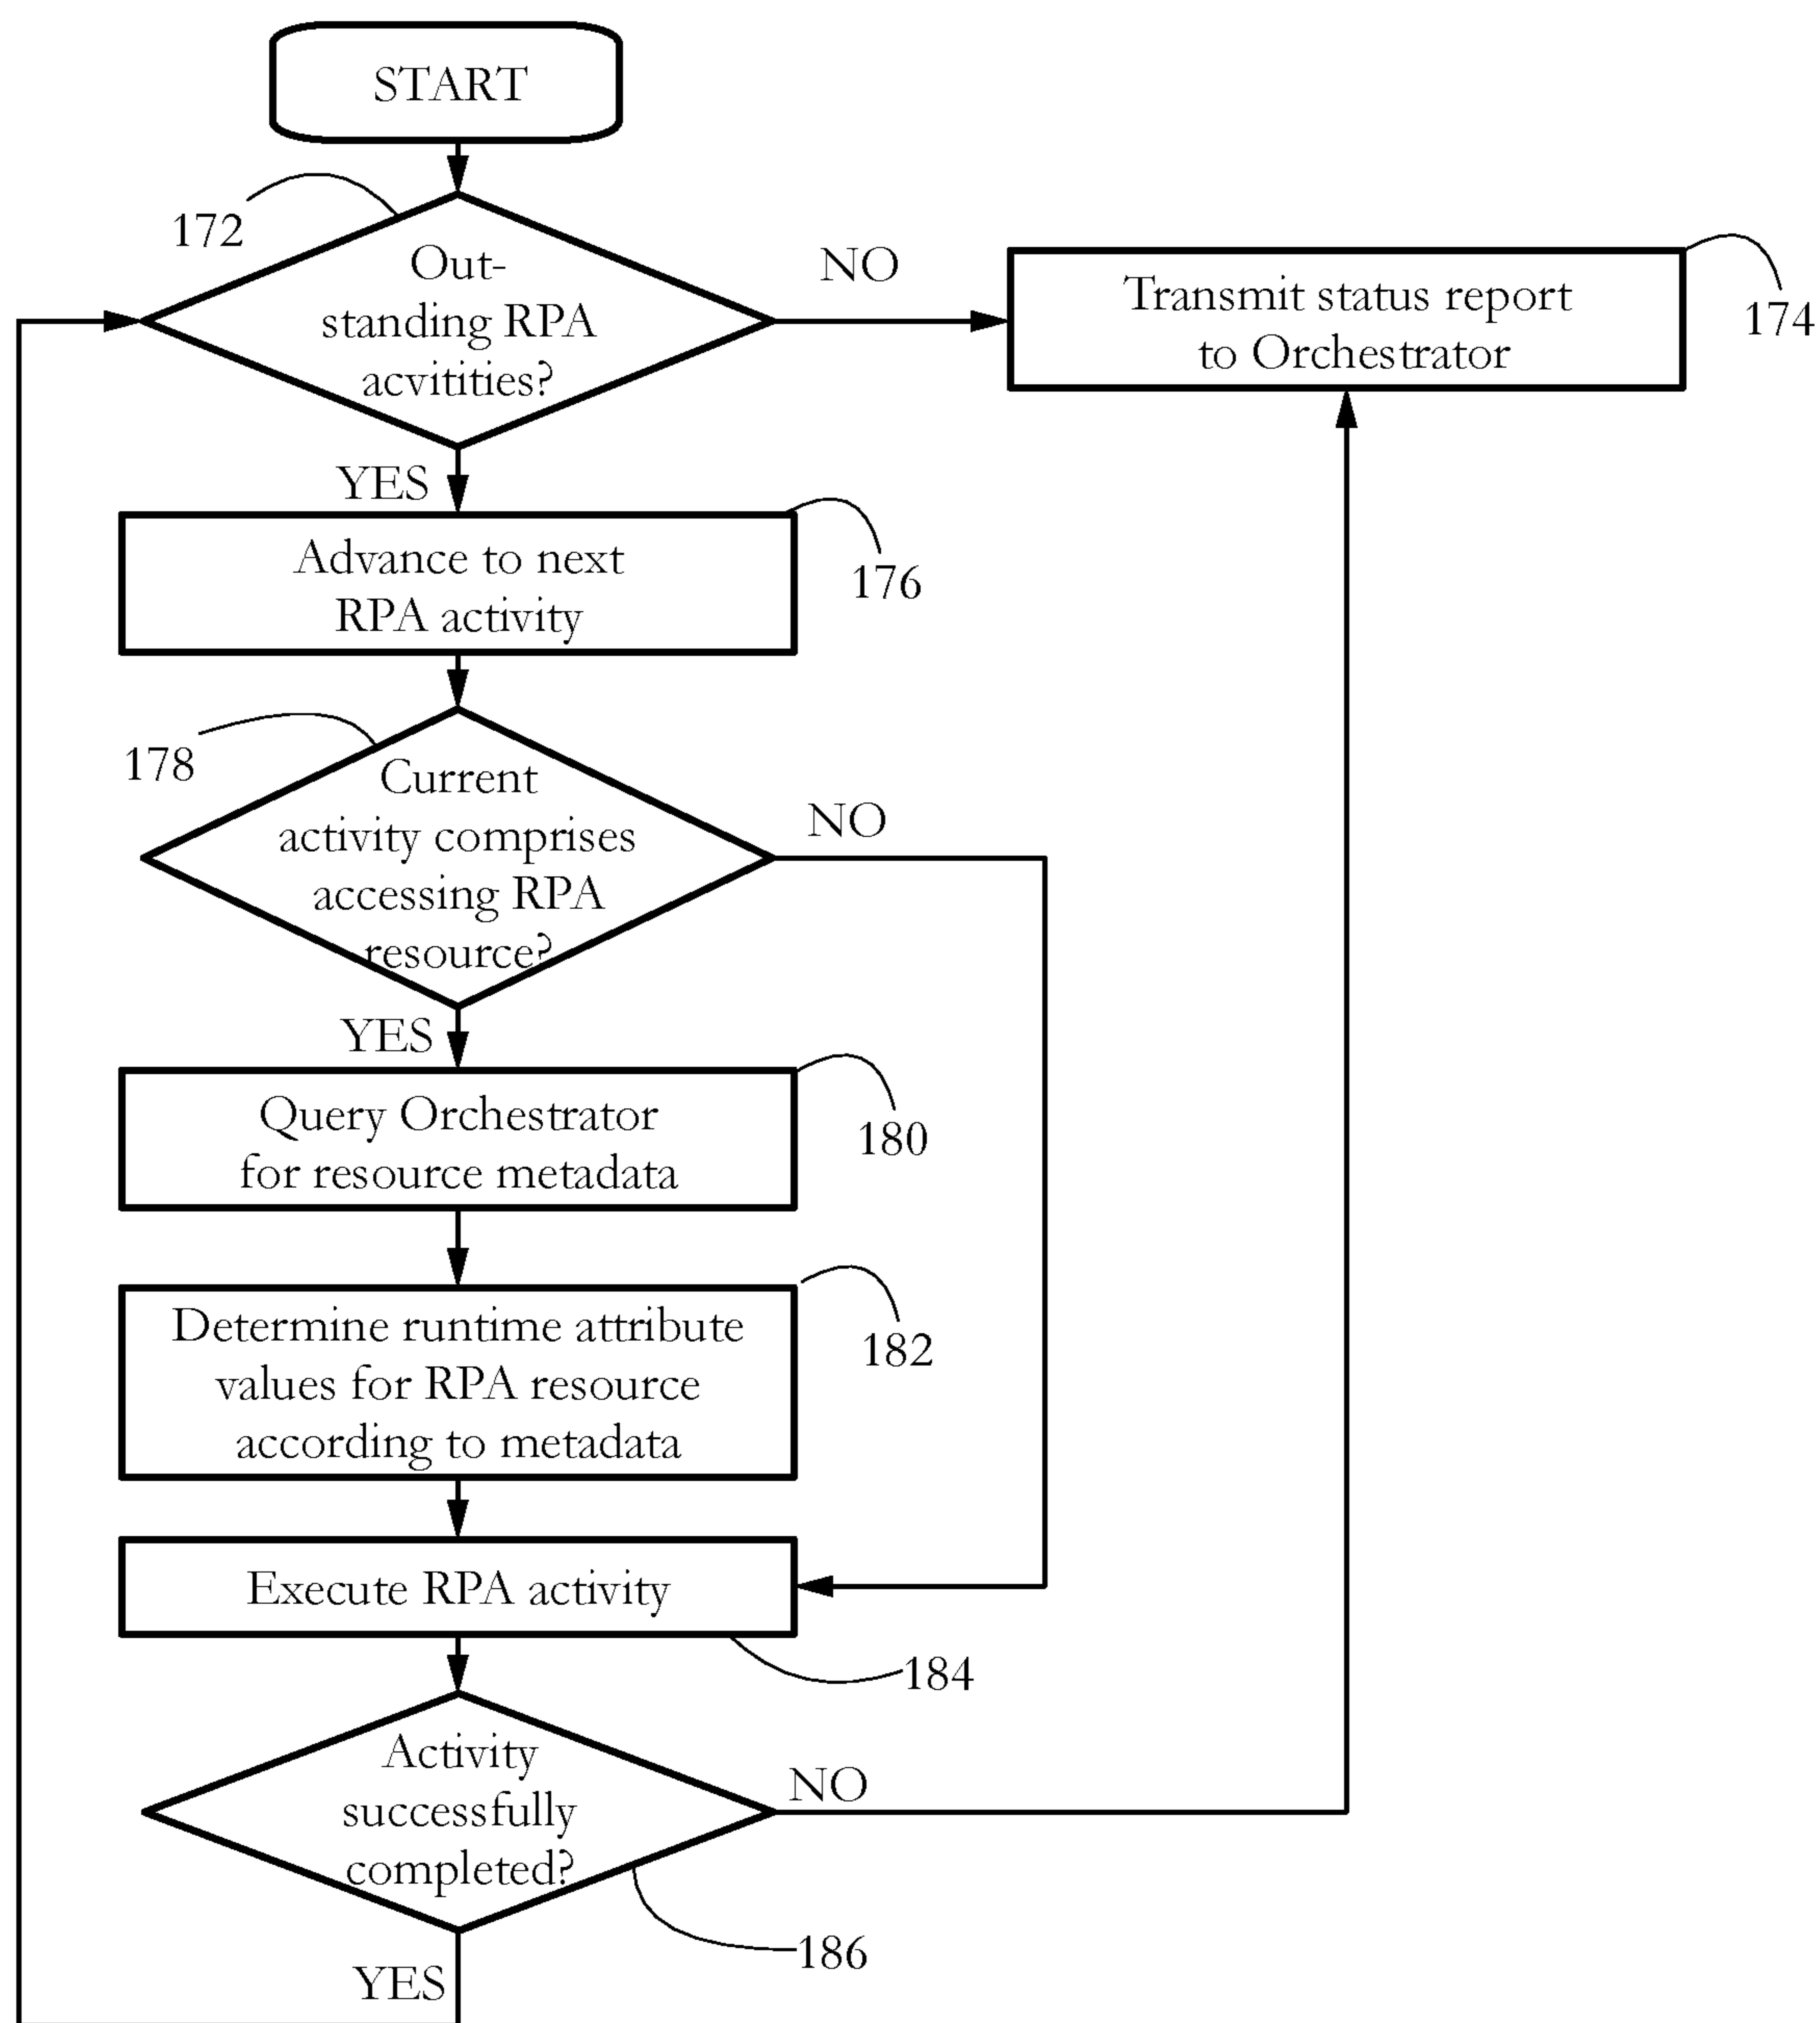 START
172
Out-
standing RPA
acvitities?
NO
Transmit status report
to Orchestrator
174
YES
Advance to next
RPA activity
176
178
Current
activity comprises
accessing RPA
resource?
NO
YES
Query Orchestrator
for resource metadata
180
Determine runtime attribute
values for RPA resource
according to metadata
182
Execute RPA activity
184
Activity
successfully
completed?
NO
186
YES